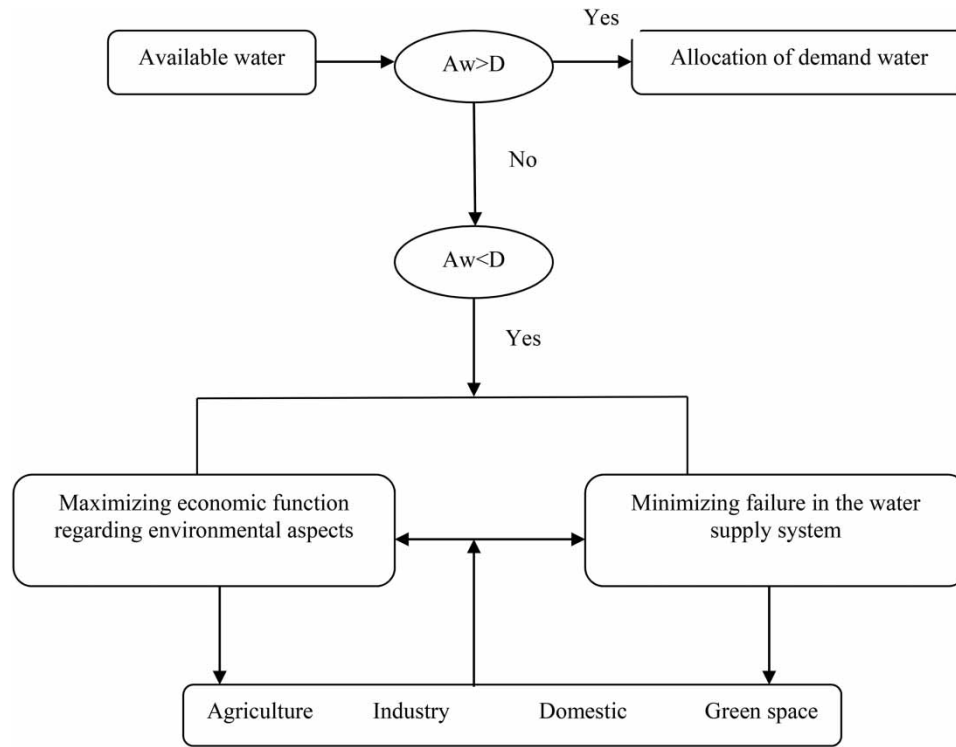 Available water
Aw>D
Yes
Allocation of demand water
No
Aw<D
Yes
Maximizing economic function
regarding environmental aspects
Minimizing failure in the water
supply system
Agriculture Industry Domestic Green space